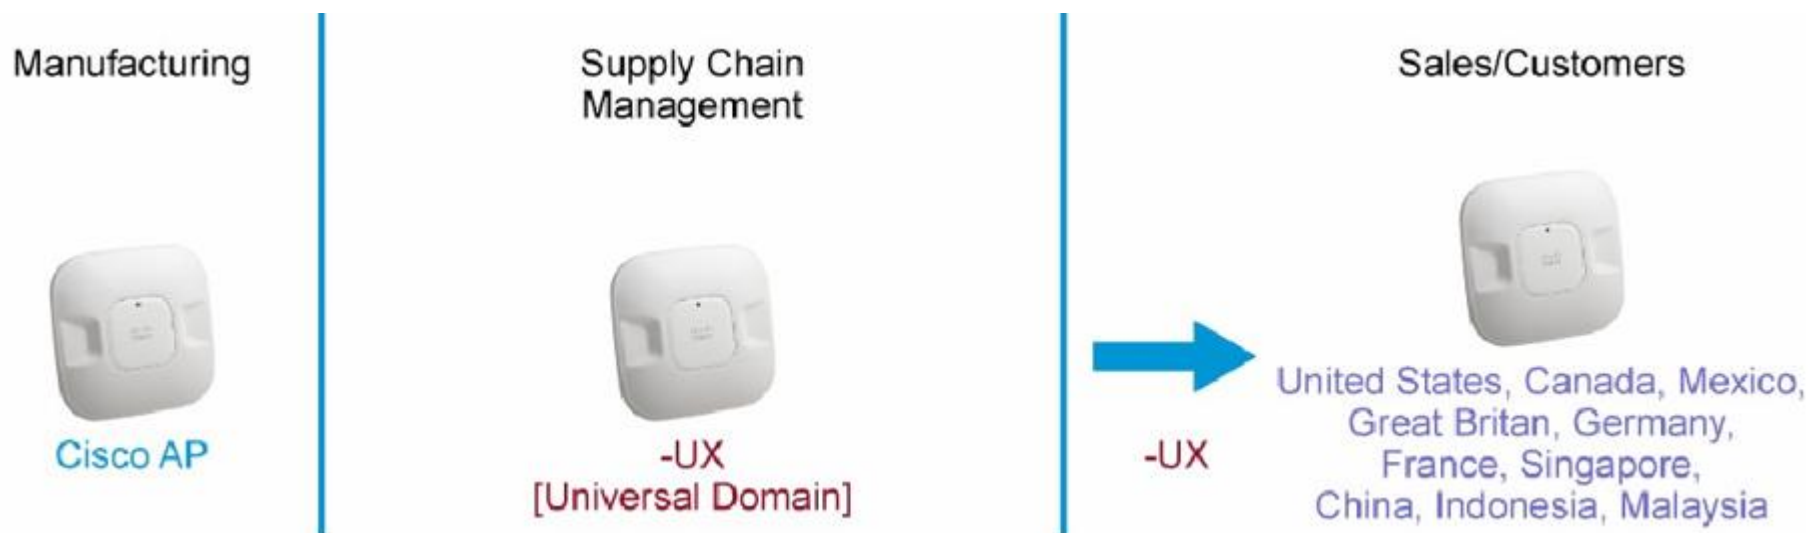 Manufacturing
Cisco AP
Supply Chain
Management
-UX
[Universal Domain]
-UX
Sales/Customers
United States, Canada, Mexico,
Great Britan, Germany,
France, Singapore,
China, Indonesia, Malaysia